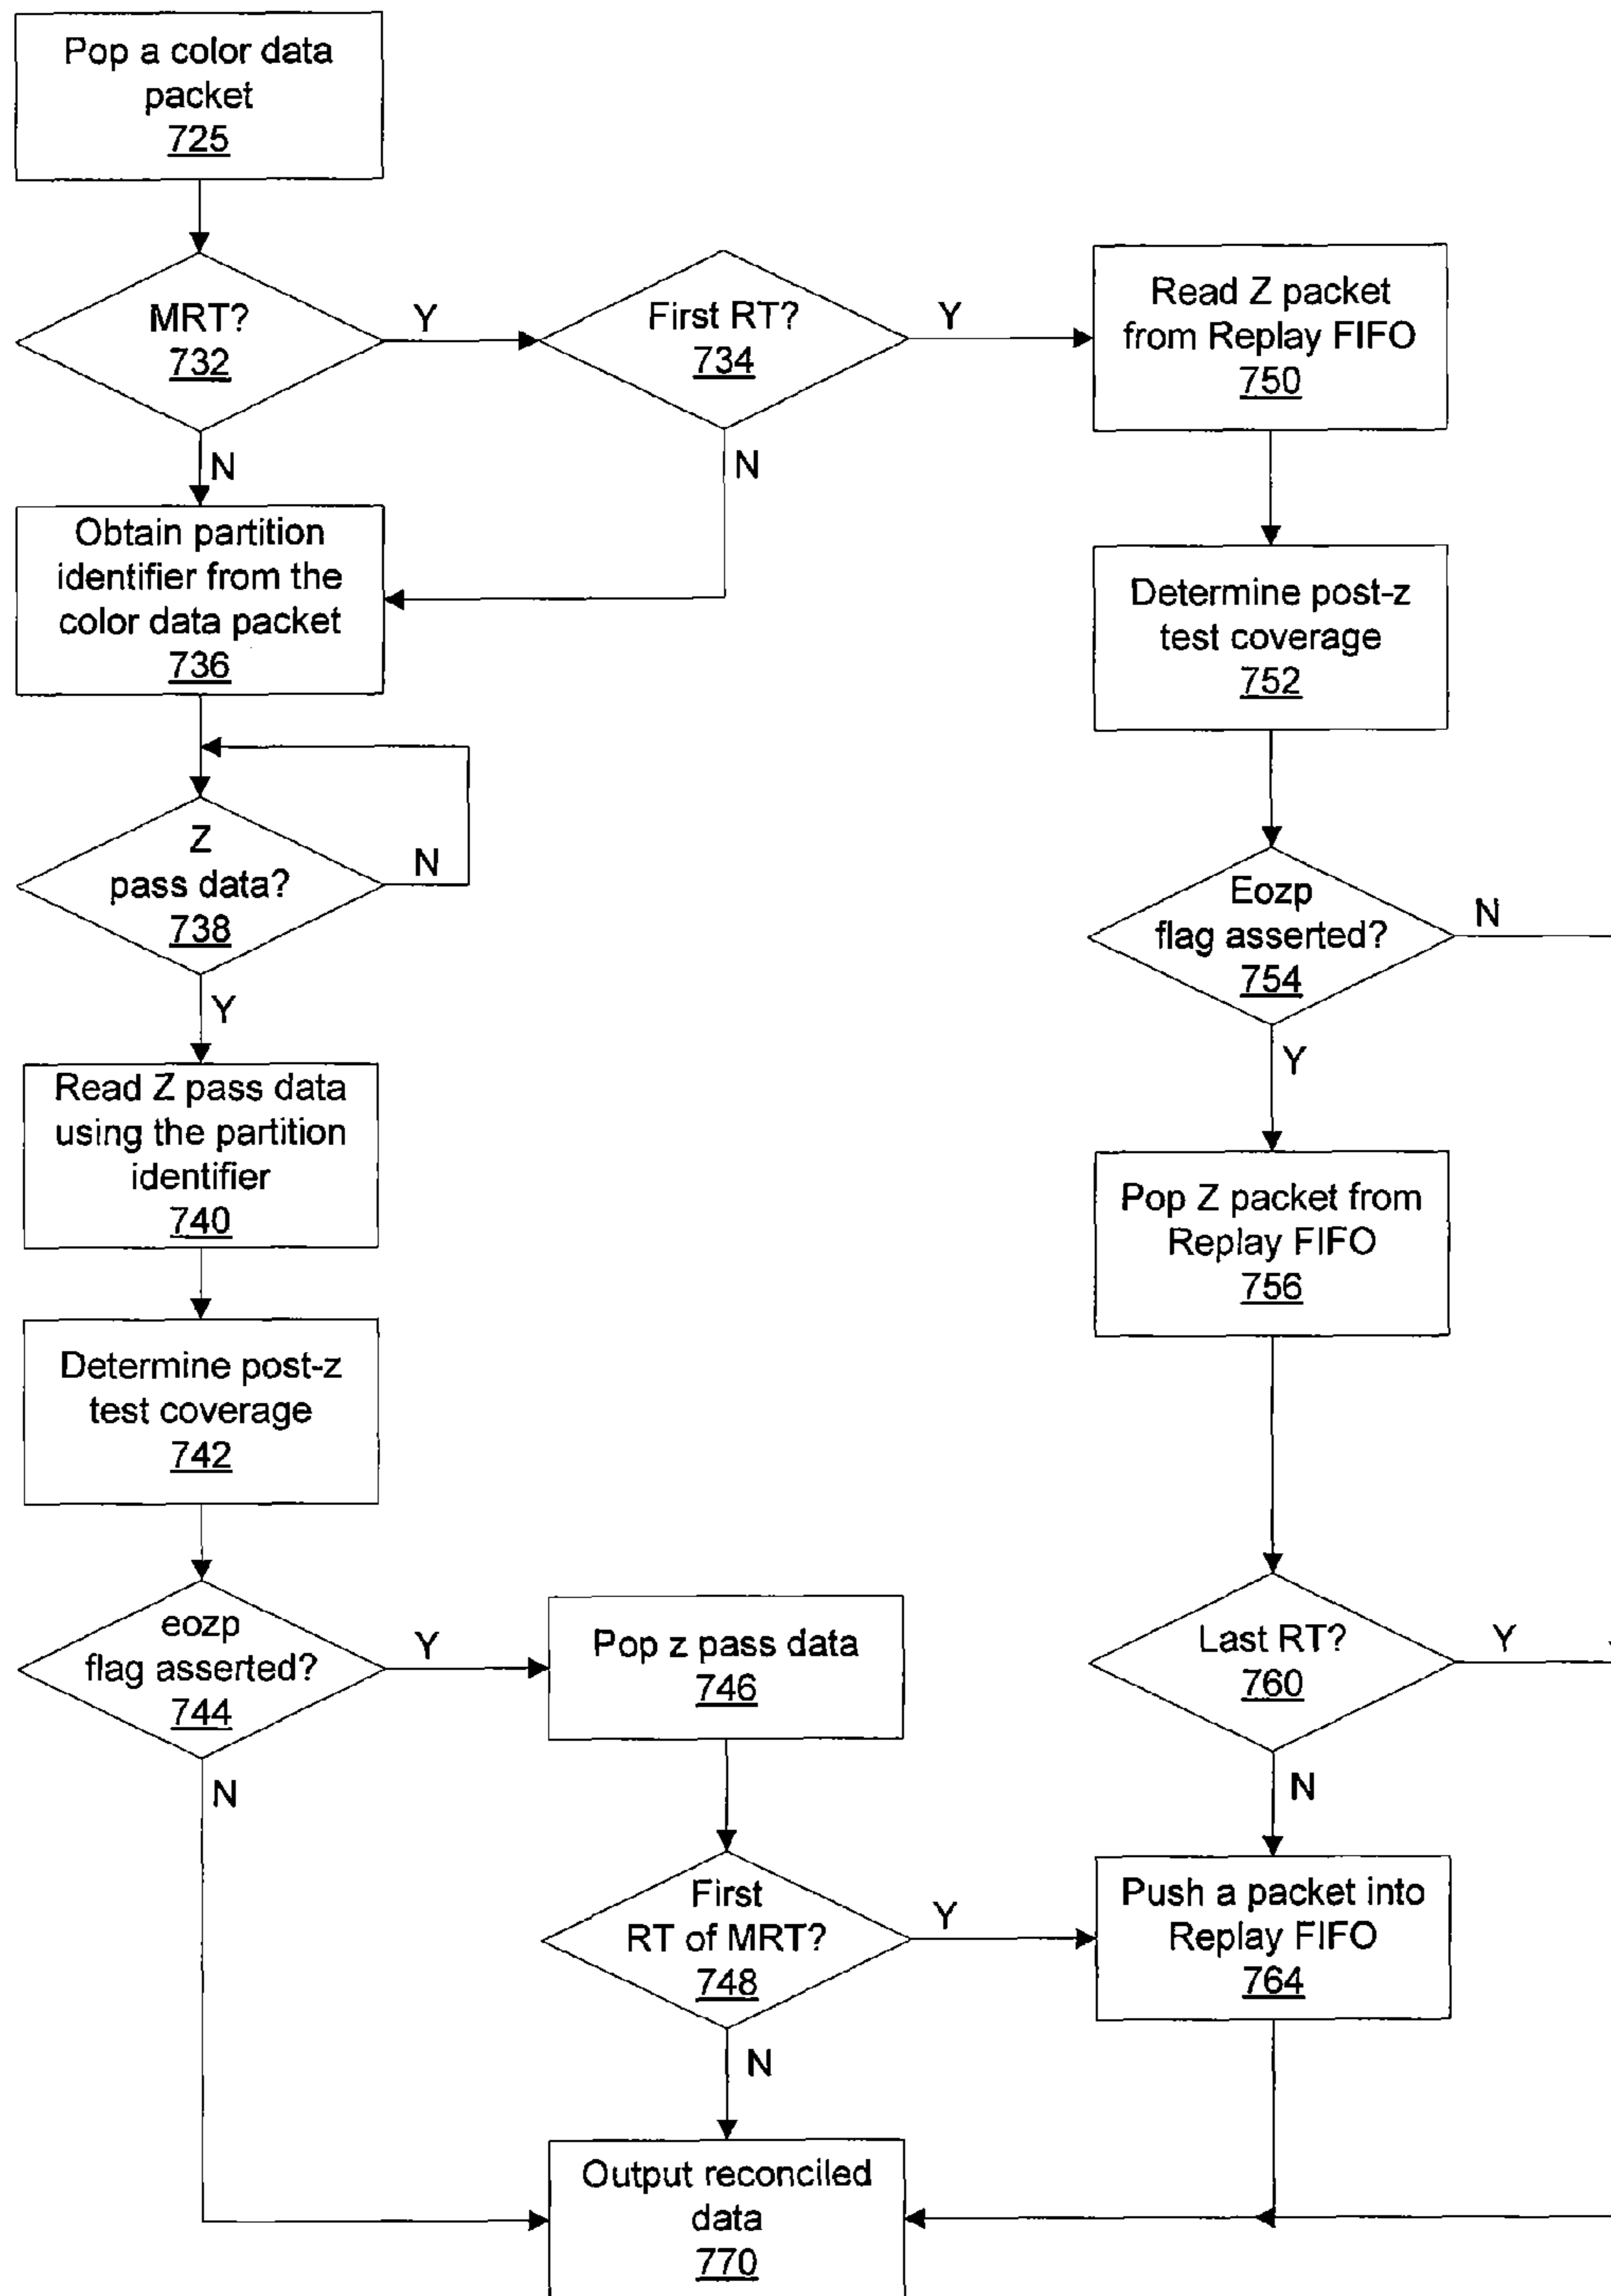 Pop a color data
packet
725
MRT?
732
Y
First RT?
734
Y
Read Z packet
from Replay FIFO
750
N
N
Obtain partition
identifier from the
color data packet
736
Determine post-z
test coverage
752
Z
pass data?
738
N
Y
Eozp
flag asserted?
754
N
Y
Read Z pass data
using the partition
identifier
740
Pop Z packet from
Replay FIFO
756
Determine post-z
test coverage
742
eozp
flag asserted?
744
Y
N
Pop z pass data
746
Last RT?
760
Y
N
First
RT of MRT?
748
Y
N
Push a packet into
Replay FIFO
764
Output reconciled
data
770